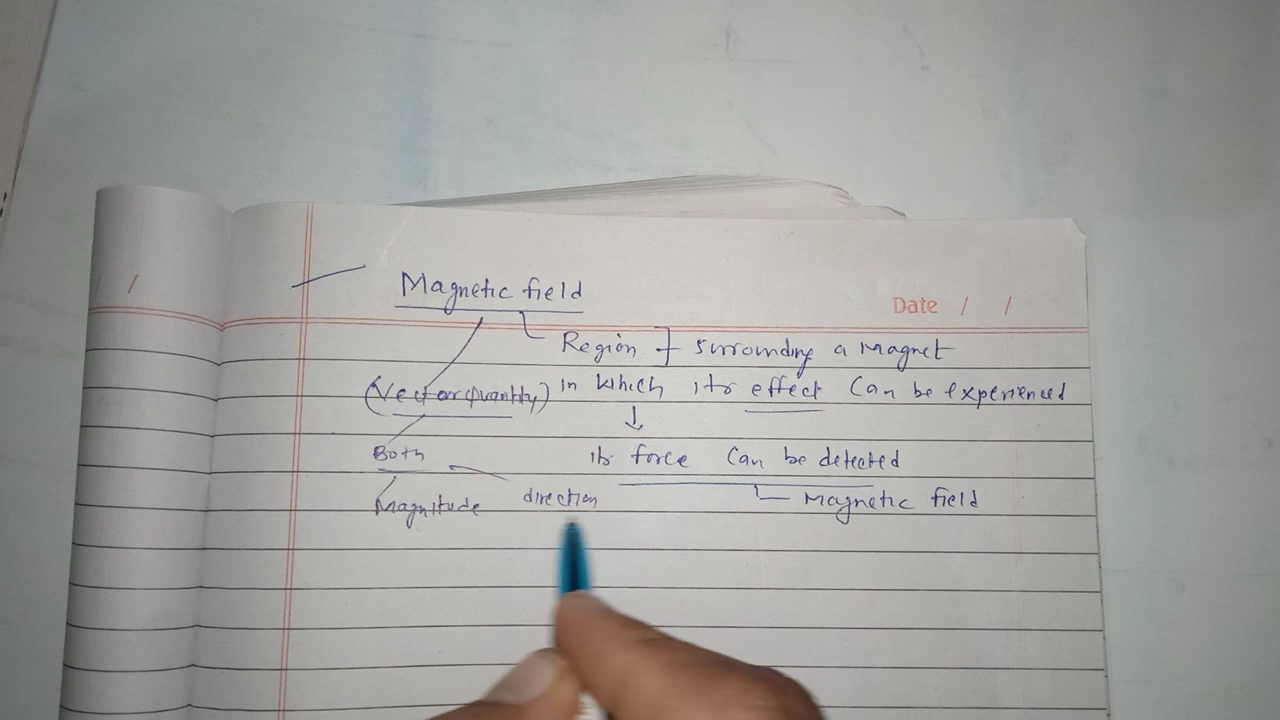 Magnetic field
Date / /
Region surrounding a Magnet
(Vector quantity) in which its effect can be experienced
Both its force can be detected
Magnitude direction Magnetic field